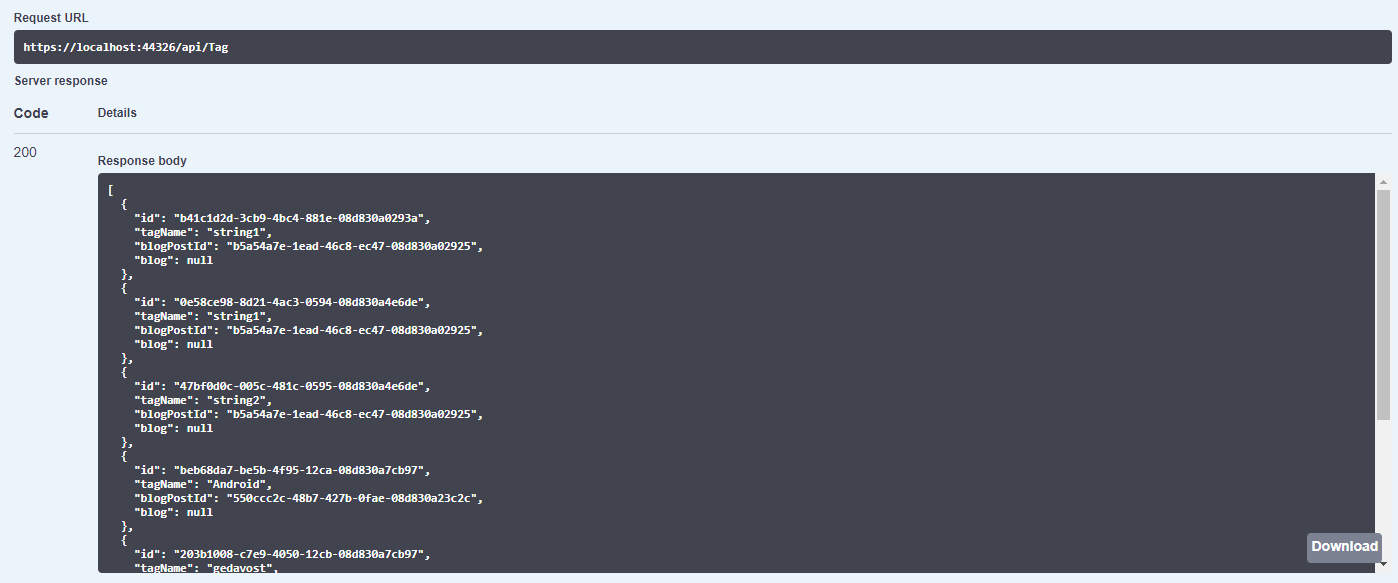 Request URL
https://localhost:44326/api/Tag
Server response
Code Details
200
Response body
[
  {
    "id": "b41c1d2d-3cb9-4bc4-881e-08d830a0293a",
    "tagName": "string1",
    "blogPostId": "b5a54a7e-1ead-46c8-ec47-08d830a02925",
    "blog": null
  },
  {
    "id": "0e58ce98-8d21-4ac3-0594-08d830a4e6de",
    "tagName": "string1",
    "blogPostId": "b5a54a7e-1ead-46c8-ec47-08d830a02925",
    "blog": null
  },
  {
    "id": "47bf0d0c-005c-481c-0595-08d830a4e6de",
    "tagName": "string2",
    "blogPostId": "b5a54a7e-1ead-46c8-ec47-08d830a02925",
    "blog": null
  },
  {
    "id": "beb68da7-be5b-4f95-12ca-08d830a7cb97",
    "tagName": "Android",
    "blogPostId": "550ccc2c-48b7-427b-0fae-08d830a23c2c",
    "blog": null
  },
  {
    "id": "203b1008-c7e9-4050-12cb-08d830a7cb97",
    "tagName": "gedavost",
Download